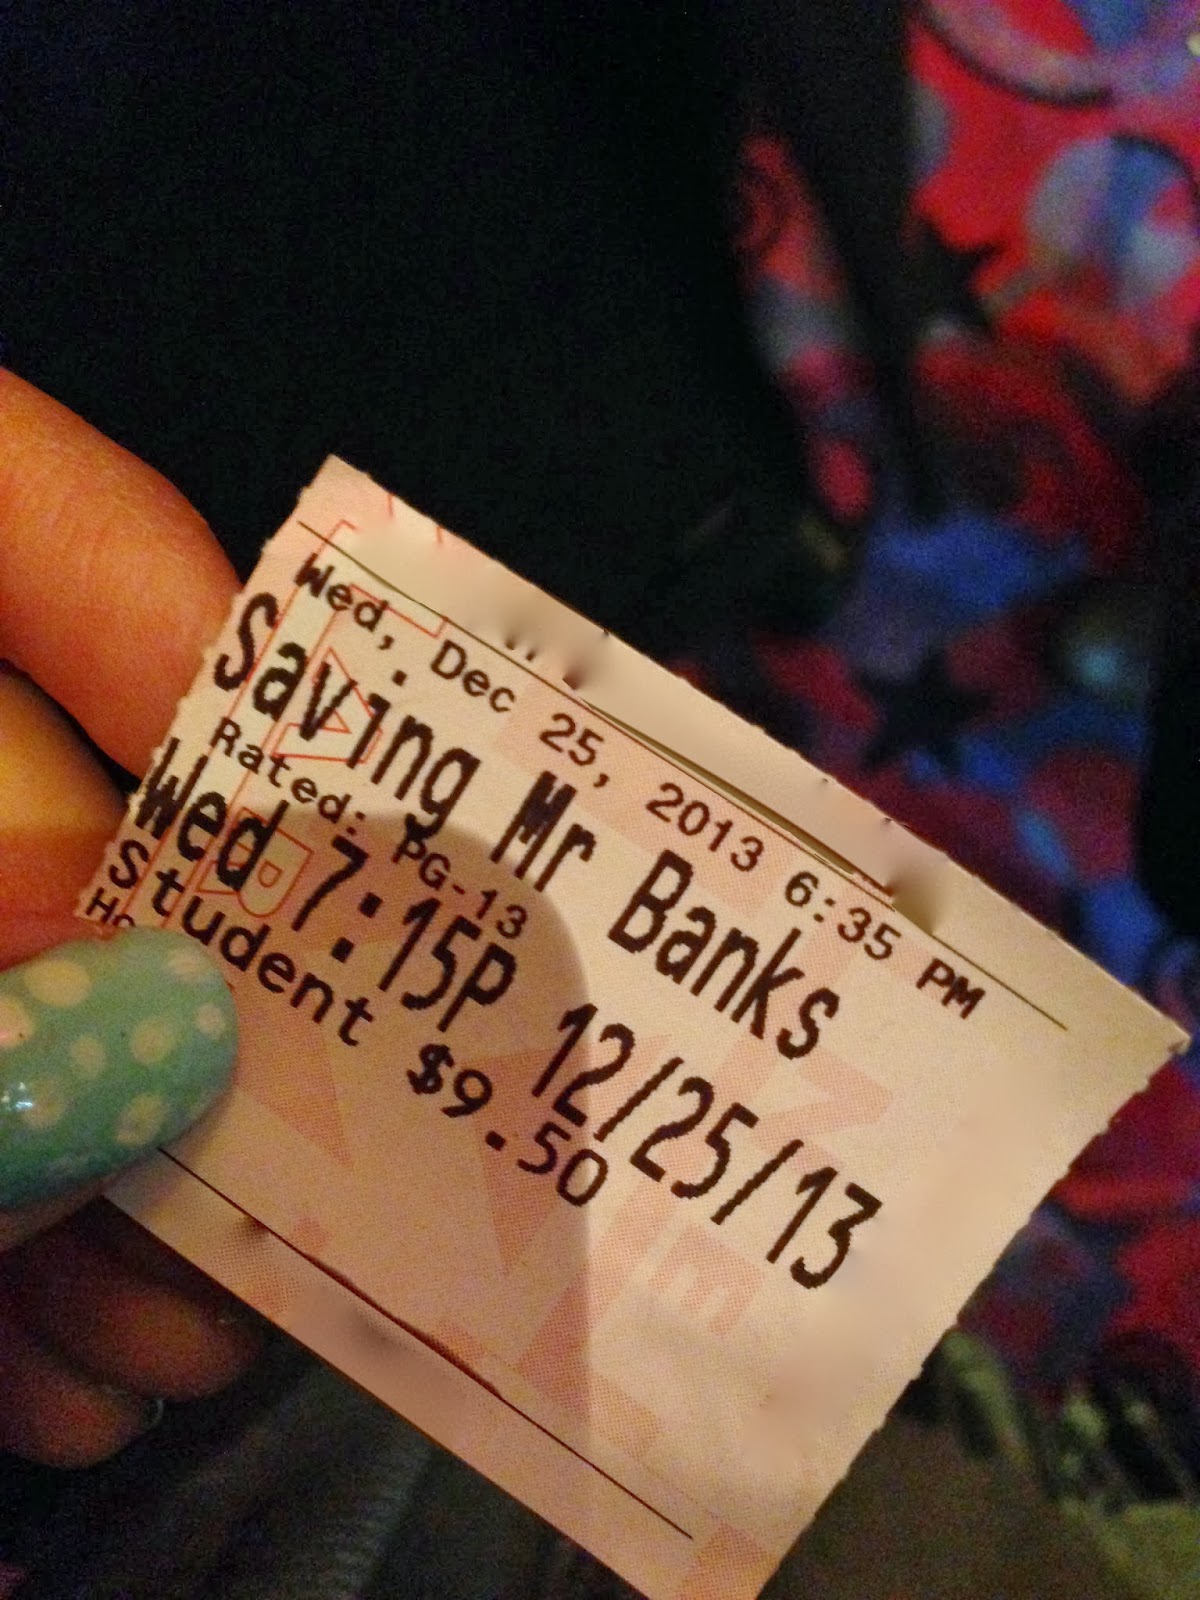 Wed, Dec 25, 2013 6:35 PM
Saving Mr Banks
Rated: PG-13
Wed 7:15P 12/25/13
Student $9.50